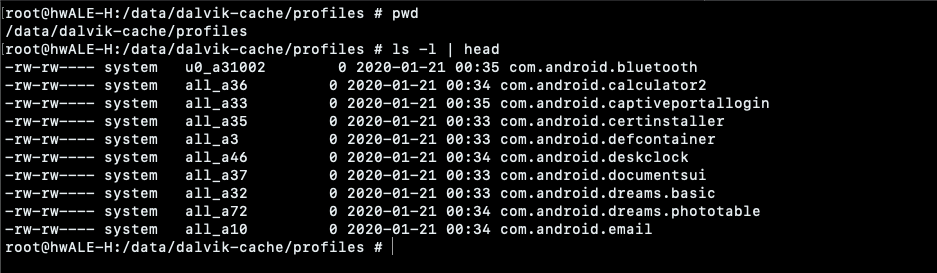 [root@hwALE-H:/data/dalvik-cache/profiles # pwd
/data/dalvik-cache/profiles
[root@hwALE-H:/data/dalvik-cache/profiles # ls -l | head
-rw-rw---- system   u0_a31002        0 2020-01-21 00:35 com.android.bluetooth
-rw-rw---- system   all_a36          0 2020-01-21 00:34 com.android.calculator2
-rw-rw---- system   all_a33          0 2020-01-21 00:35 com.android.captiveportallogin
-rw-rw---- system   all_a35          0 2020-01-21 00:33 com.android.certinstaller
-rw-rw---- system   all_a3           0 2020-01-21 00:33 com.android.defcontainer
-rw-rw---- system   all_a46          0 2020-01-21 00:34 com.android.deskclock
-rw-rw---- system   all_a37          0 2020-01-21 00:33 com.android.documentsui
-rw-rw---- system   all_a32          0 2020-01-21 00:33 com.android.dreams.basic
-rw-rw---- system   all_a72          0 2020-01-21 00:34 com.android.dreams.phototable
-rw-rw---- system   all_a10          0 2020-01-21 00:34 com.android.email
root@hwALE-H:/data/dalvik-cache/profiles #